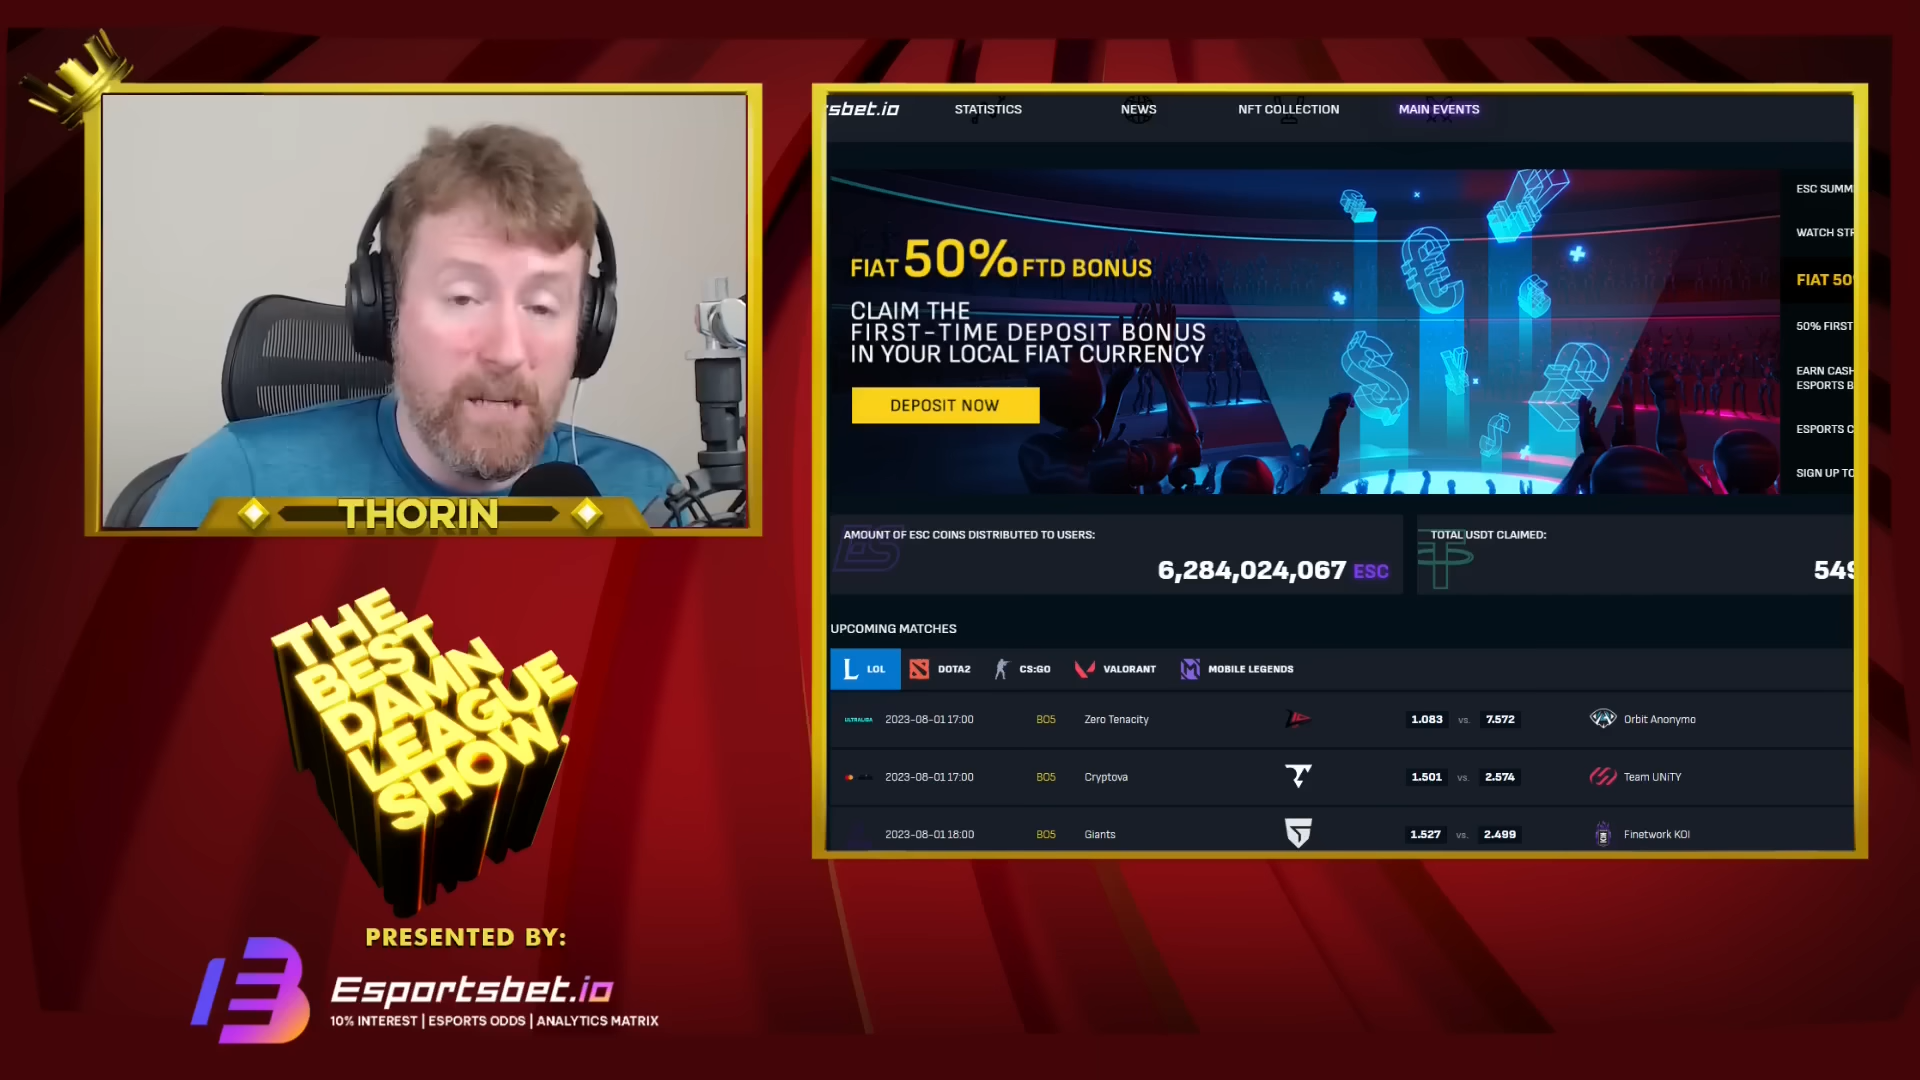 THORIN
THE
BEST
DAMN
LEAGUE
SHOW.
PRESENTED BY:
Esportsbet.io
10% INTEREST | ESPORTS ODDS | ANALYTICS MATRIX
sbet.io STATISTICS NEWS NFT COLLECTION MAIN EVENTS
FIAT 50% FTD BONUS
CLAIM THE
FIRST-TIME DEPOSIT BONUS
IN YOUR LOCAL FIAT CURRENCY
DEPOSIT NOW
ESC SUMM
WATCH STR
FIAT 50
50% FIRST
EARN CASH
ESPORTS B
ESPORTS C
SIGN UP TO
AMOUNT OF ESC COINS DISTRIBUTED TO USERS:
6,284,024,067 ESC
TOTAL USDT CLAIMED:
549
UPCOMING MATCHES
LOL DOTA2 CS:GO VALORANT MOBILE LEGENDS
ULTRALIGA 2023-08-01 17:00 BO5 Zero Tenacity 1.083 vs. 7.572 Orbit Anonymo
2023-08-01 17:00 BO5 Cryptova 1.501 vs. 2.574 Team UNiTY
2023-08-01 18:00 BO5 Giants 1.527 vs. 2.499 Finetwork KOI